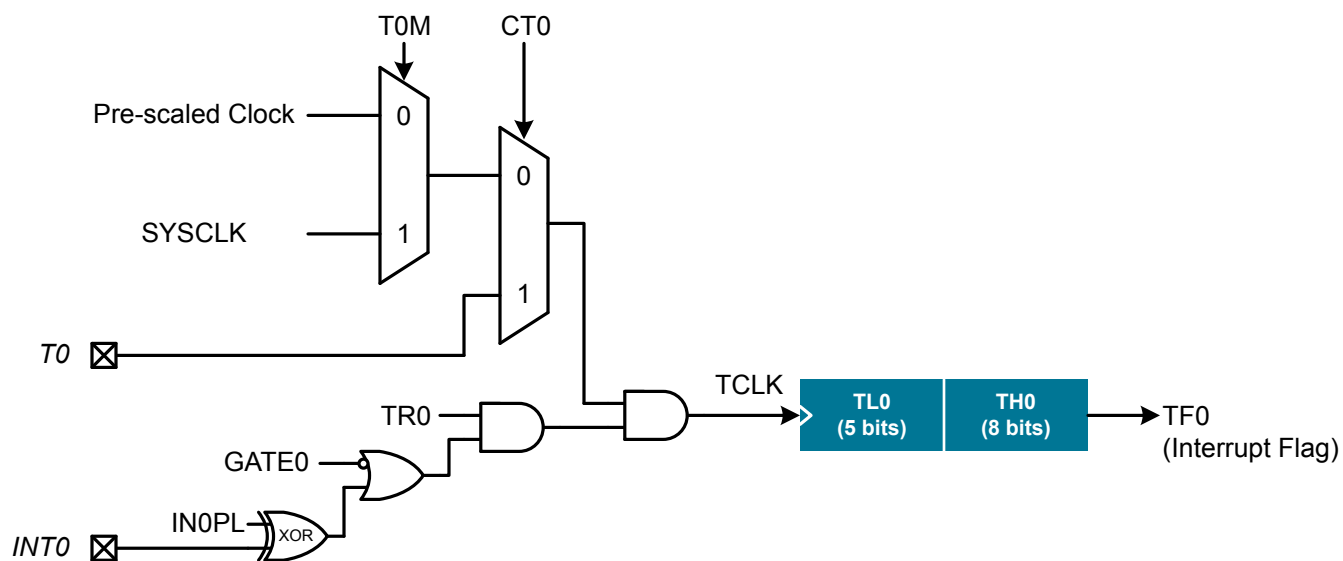 T0M
CT0
Pre-scaled Clock
0
0
SYSCLK
1
1
T0
TCLK
TL0
(5 bits)
TH0
(8 bits)
TF0
(Interrupt Flag)
TR0
GATE0
IN0PL
XOR
INT0